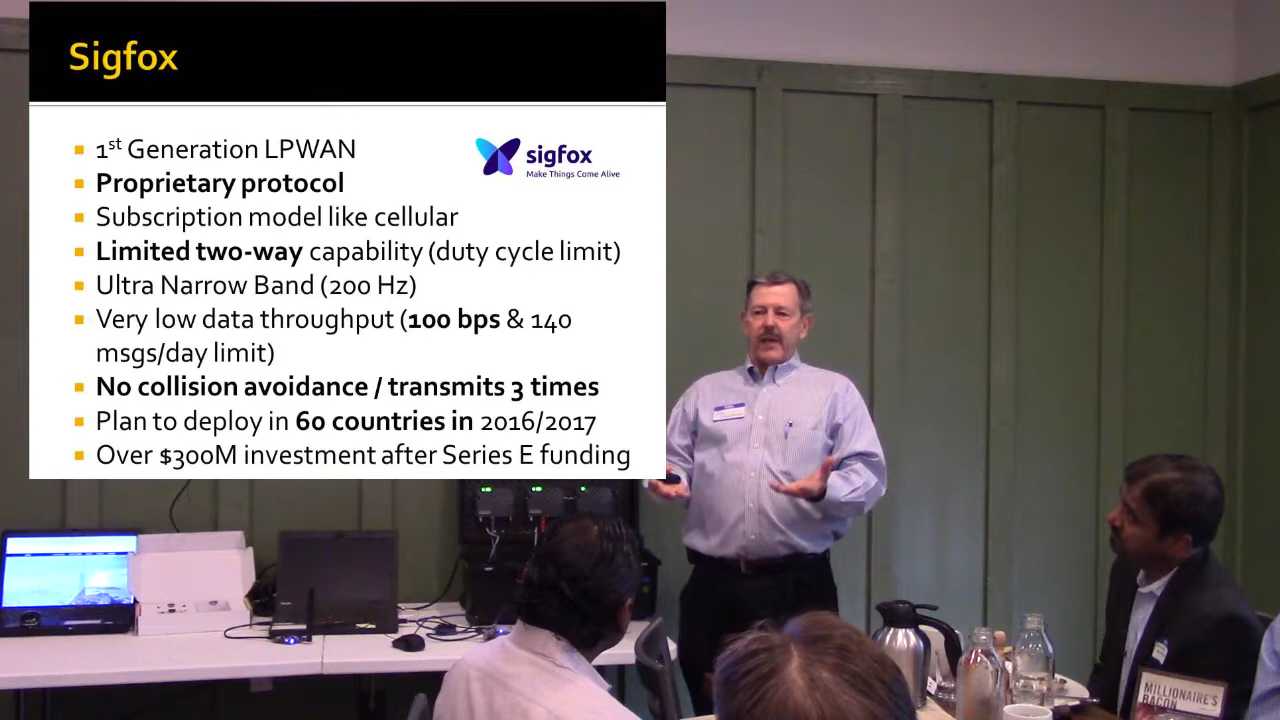 Sigfox
1st Generation LPWAN
sigfox
Make Things Come Alive
Proprietary protocol
Subscription model like cellular
Limited two-way capability (duty cycle limit)
Ultra Narrow Band (200 Hz)
Very low data throughput (100 bps & 140
msgs/day limit)
No collision avoidance / transmits 3 times
Plan to deploy in 60 countries in 2016/2017
Over $300M investment after Series E funding
MILLIONAIRE'S
BACON